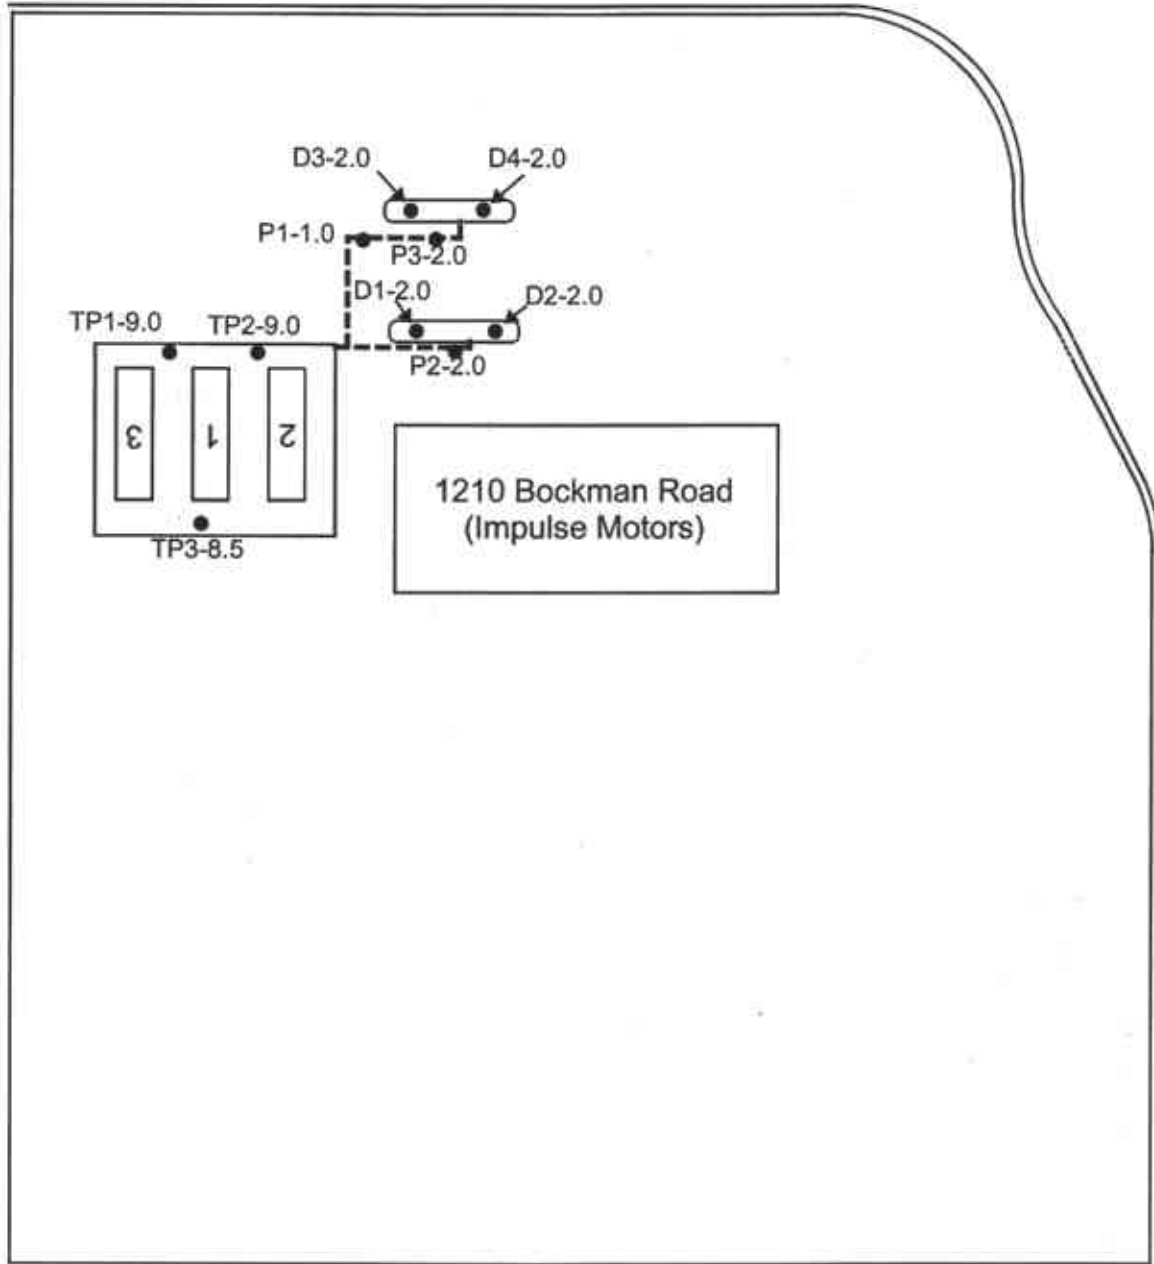 D3-2.0
D4-2.0
P1-1.0
P3-2.0
D1-2.0
D2-2.0
TP1-9.0
TP2-9.0
P2-2.0
3
1
2
1210 Bockman Road
(Impulse Motors)
TP3-8.5